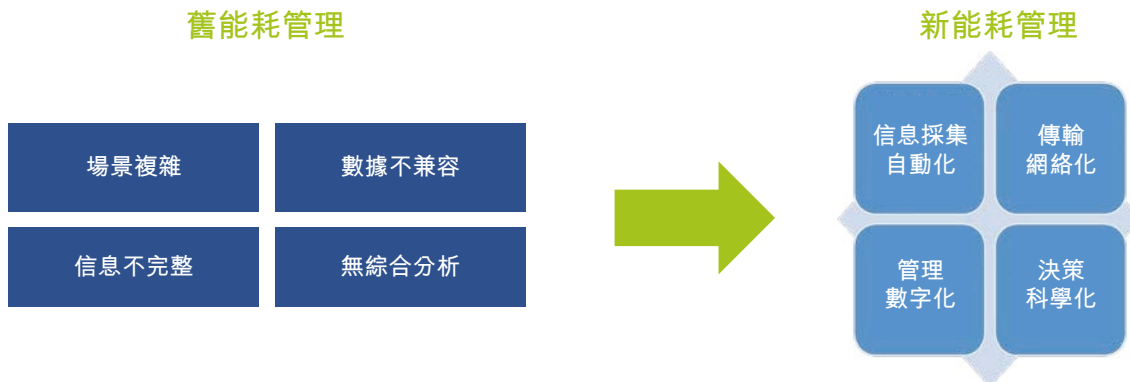 舊能耗管理
新能耗管理
場景複雜
數據不兼容
信息不完整
無綜合分析
信息採集
自動化
傳輸
網絡化
管理
數字化
決策
科學化